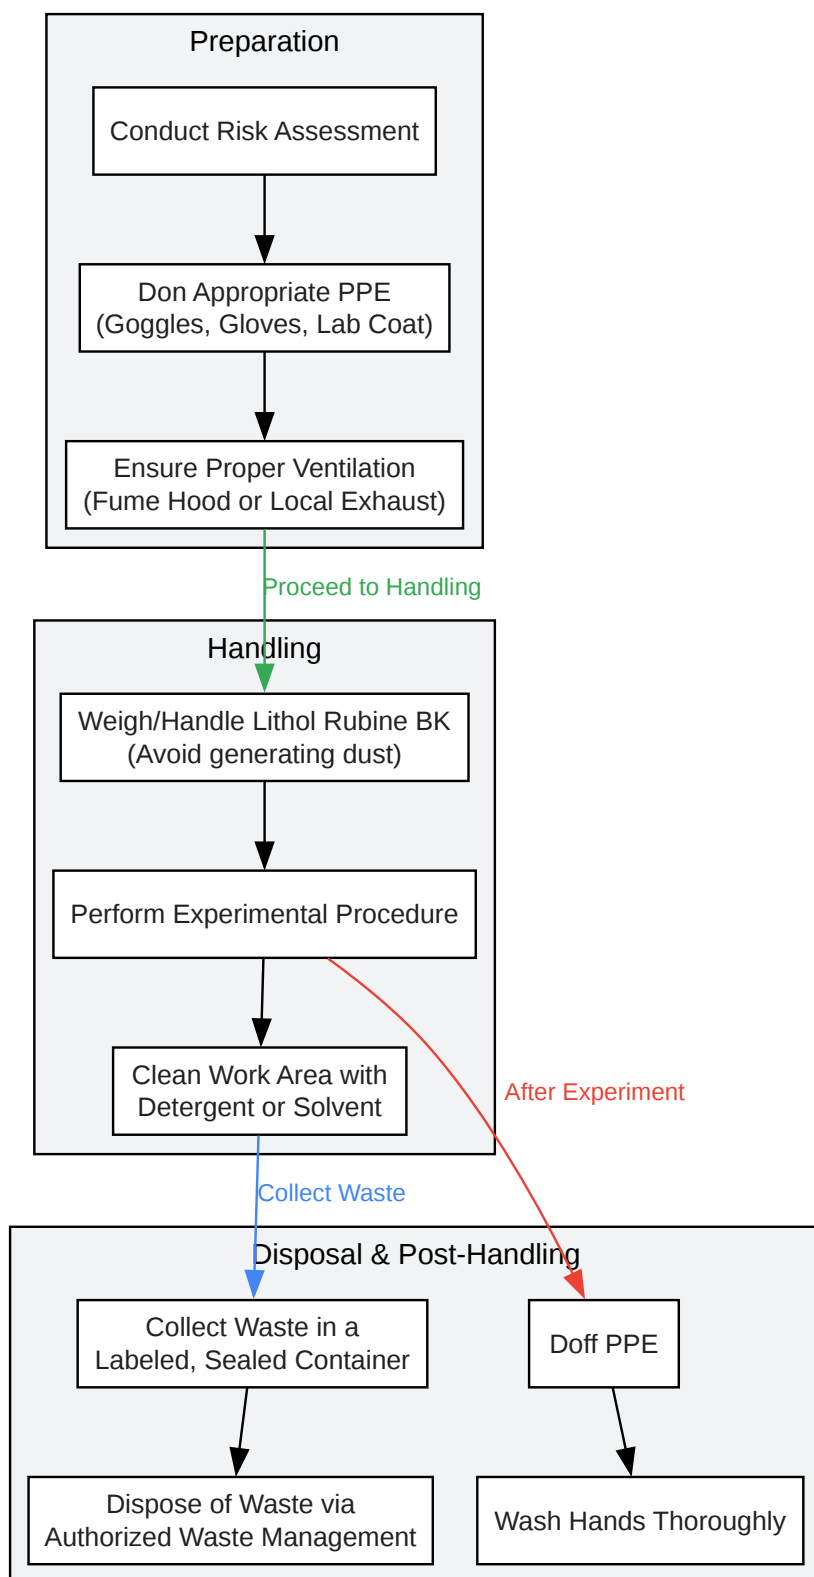 Preparation
Conduct Risk Assessment
Don Appropriate PPE
(Goggles, Gloves, Lab Coat)
Ensure Proper Ventilation
(Fume Hood or Local Exhaust)
Proceed to Handling
Handling
Weigh/Handle Lithol Rubine BK
(Avoid generating dust)
Perform Experimental Procedure
Clean Work Area with
Detergent or Solvent
After Experiment
Collect Waste
Disposal & Post-Handling
Collect Waste in a
Labeled, Sealed Container
Doff PPE
Dispose of Waste via
Authorized Waste Management
Wash Hands Thoroughly